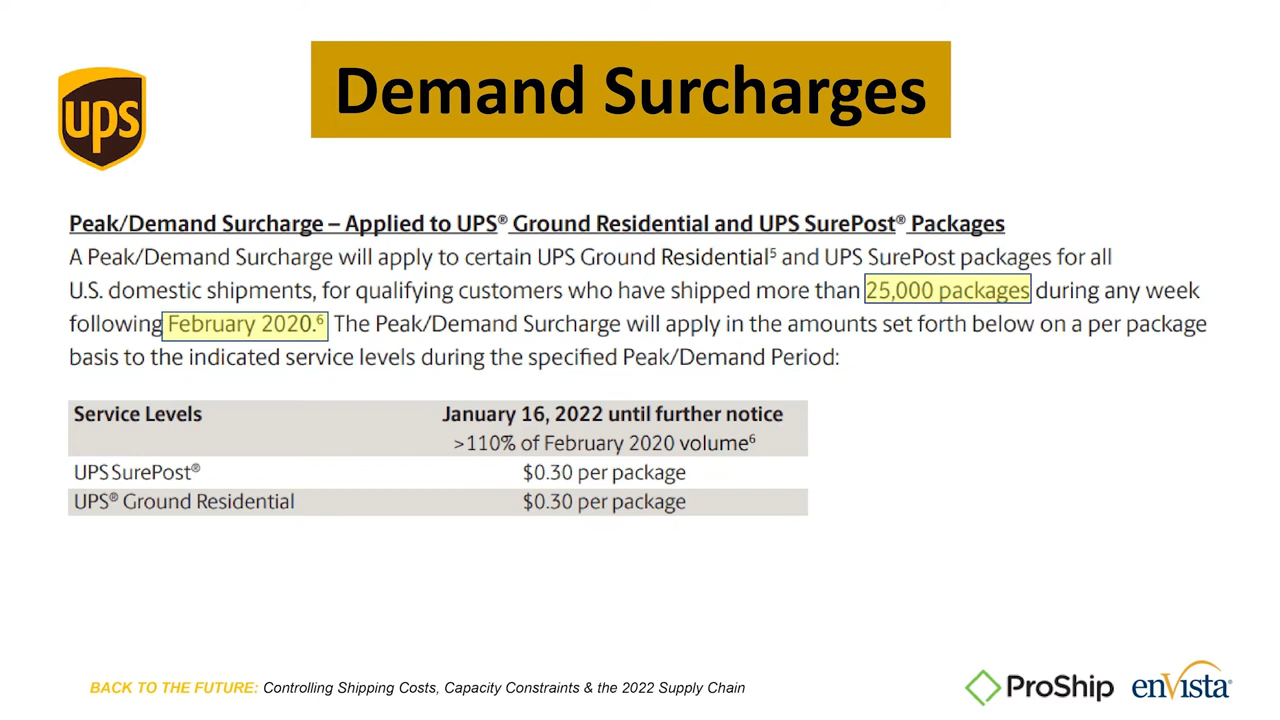 Demand Surcharges
ups
Peak/Demand Surcharge – Applied to UPS® Ground Residential and UPS SurePost® Packages
A Peak/Demand Surcharge will apply to certain UPS Ground Residential⁵ and UPS SurePost packages for all
U.S. domestic shipments, for qualifying customers who have shipped more than 25,000 packages during any week
following February 2020.⁶ The Peak/Demand Surcharge will apply in the amounts set forth below on a per package
basis to the indicated service levels during the specified Peak/Demand Period:
Service Levels January 16, 2022 until further notice
>110% of February 2020 volume⁶
UPS SurePost® $0.30 per package
UPS® Ground Residential $0.30 per package
BACK TO THE FUTURE: Controlling Shipping Costs, Capacity Constraints & the 2022 Supply Chain
ProShip enVista®